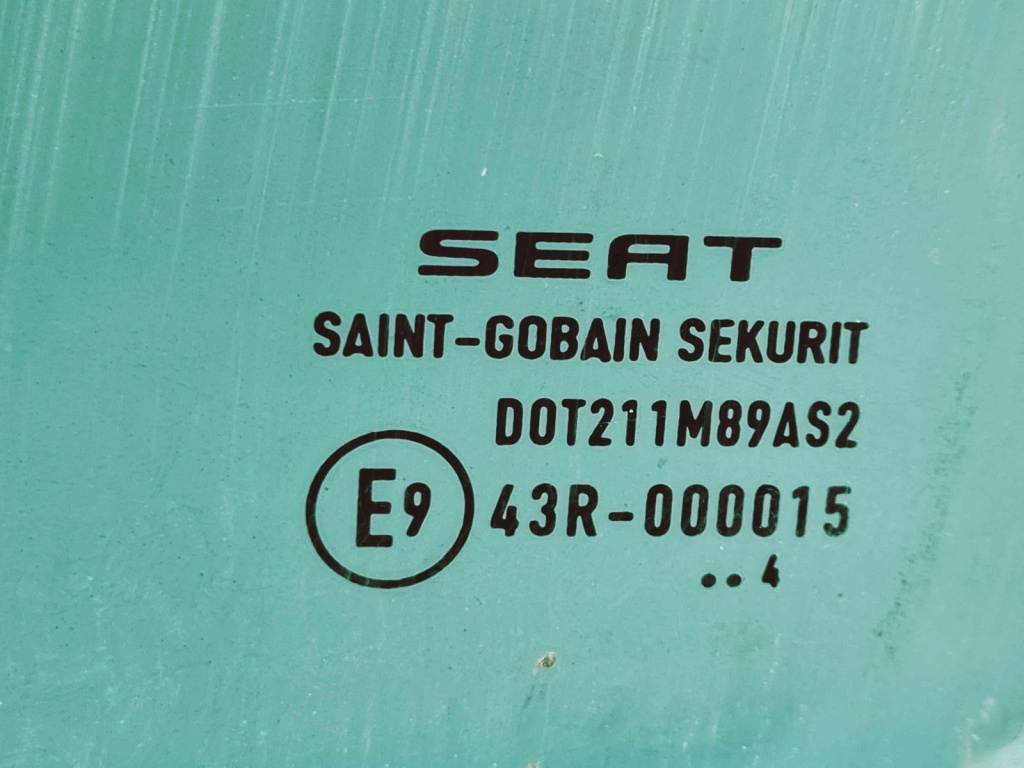 SEAT
SAINT-GOBAIN SEKURIT
DOT211M89AS2
E9 43R-000015
•• 4